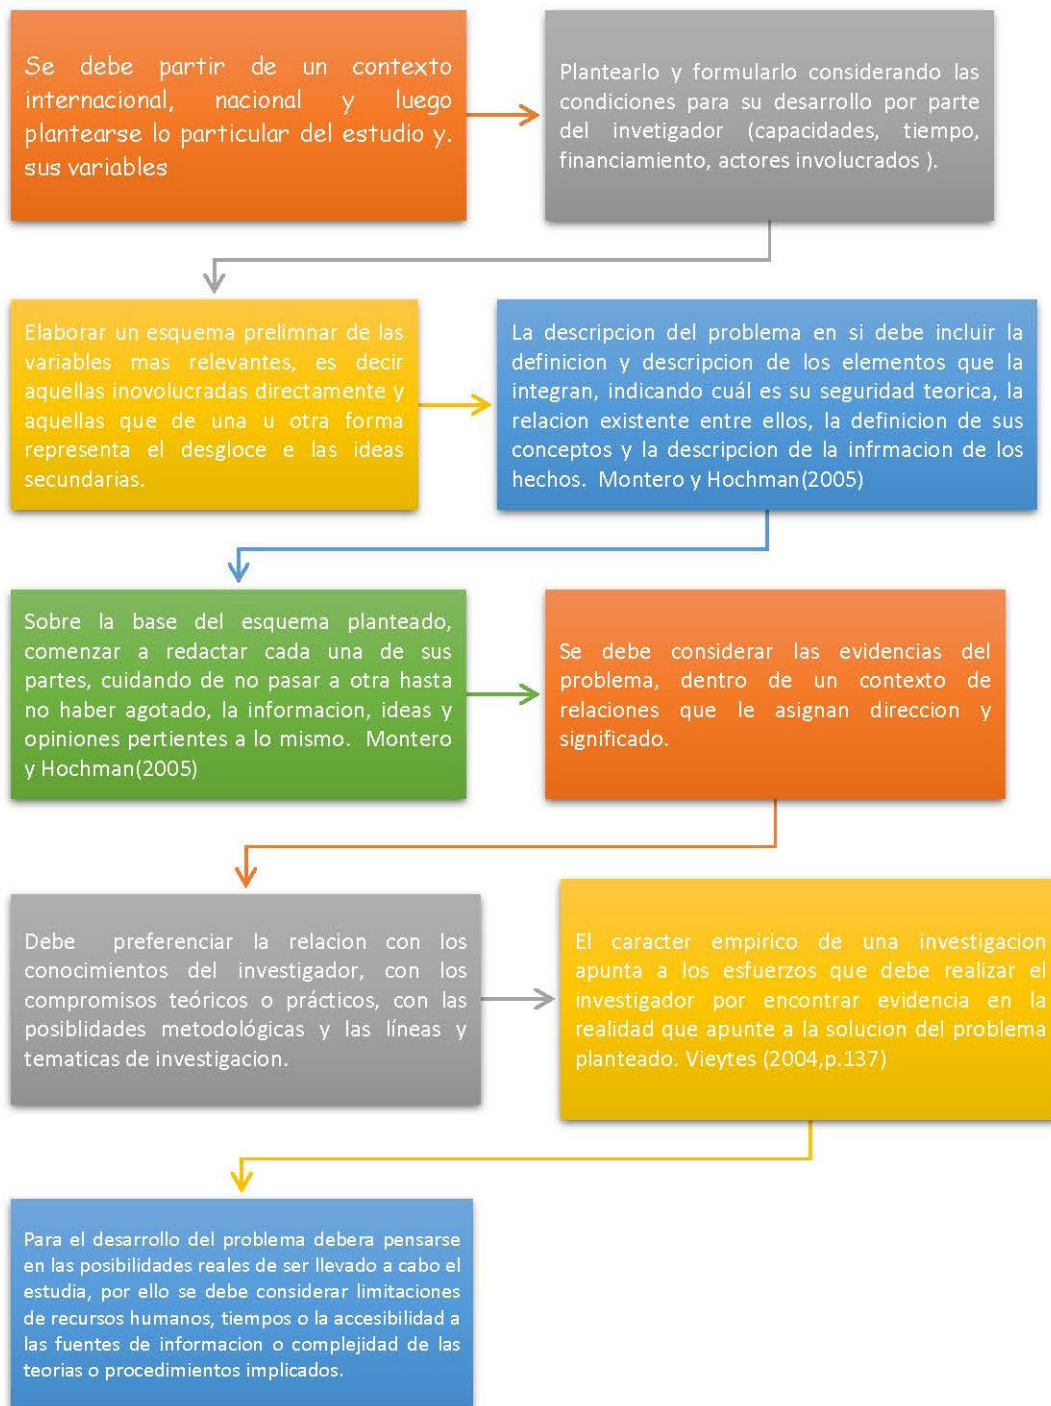 Se debe partir de un contexto
internacional, nacional y luego
plantearse lo particular del estudio y.
sus variables
Plantearlo y formularlo considerando las
condiciones para su desarrollo por parte
del invetigador (capacidades, tiempo,
financiamiento, actores involucrados ).
Elaborar un esquema prelimnar de las
variables mas relevantes, es decir
aquellas inovolucradas directamente y
aquellas que de una u otra forma
representa el desgloce e las ideas
secundarias.
La descripcion del problema en si debe incluir la
definicion y descripcion de los elementos que la
integran, indicando cuál es su seguridad teorica, la
relacion existente entre ellos, la definicion de sus
conceptos y la descripcion de la infrmacion de los
hechos. Montero y Hochman(2005)
Sobre la base del esquema planteado,
comenzar a redactar cada una de sus
partes, cuidando de no pasar a otra hasta
no haber agotado, la informacion, ideas y
opiniones pertientes a lo mismo. Montero
y Hochman(2005)
Se debe considerar las evidencias del
problema, dentro de un contexto de
relaciones que le asignan direccion y
significado.
Debe preferenciar la relacion con los
conocimientos del investigador, con los
compromisos teóricos o prácticos, con las
posiblidades metodológicas y las líneas y
tematicas de investigacion.
El caracter empirico de una investigacion
apunta a los esfuerzos que debe realizar el
investigador por encontrar evidencia en la
realidad que apunte a la solucion del problema
planteado. Vieytes (2004,p.137)
Para el desarrollo del problema debera pensarse
en las posibilidades reales de ser llevado a cabo el
estudia, por ello se debe considerar limitaciones
de recursos humanos, tiempos o la accesibilidad a
las fuentes de informacion o complejidad de las
teorias o procedimientos implicados.